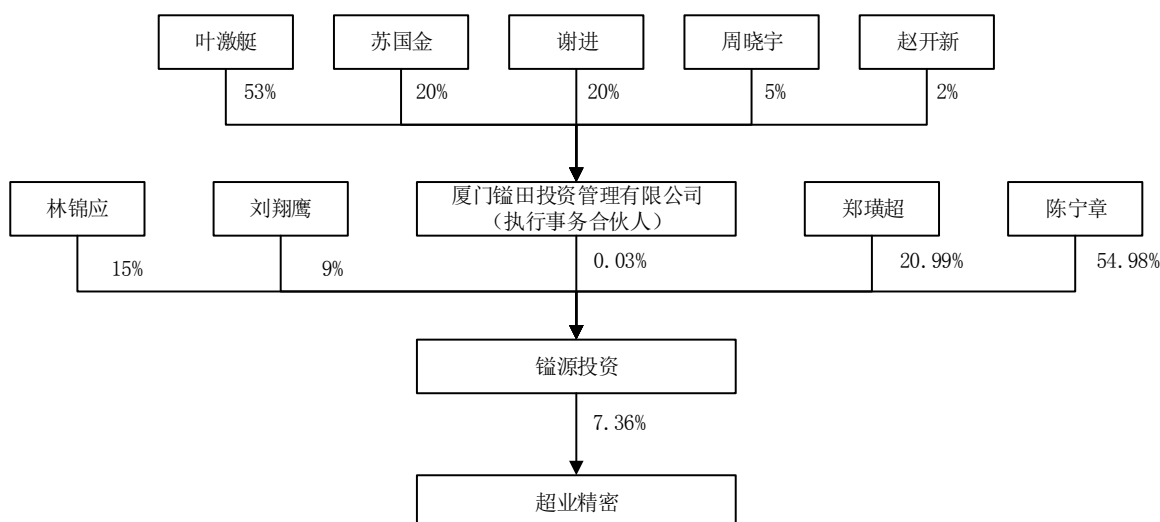 叶激艇
苏国金
谢进
周晓宇
赵开新
53%
20%
20%
5%
2%
林锦应
刘翔鹰
厦门镒田投资管理有限公司
（执行事务合伙人）
郑璜超
陈宁章
15%
9%
0.03%
20.99%
54.98%
镒源投资
7.36%
超业精密